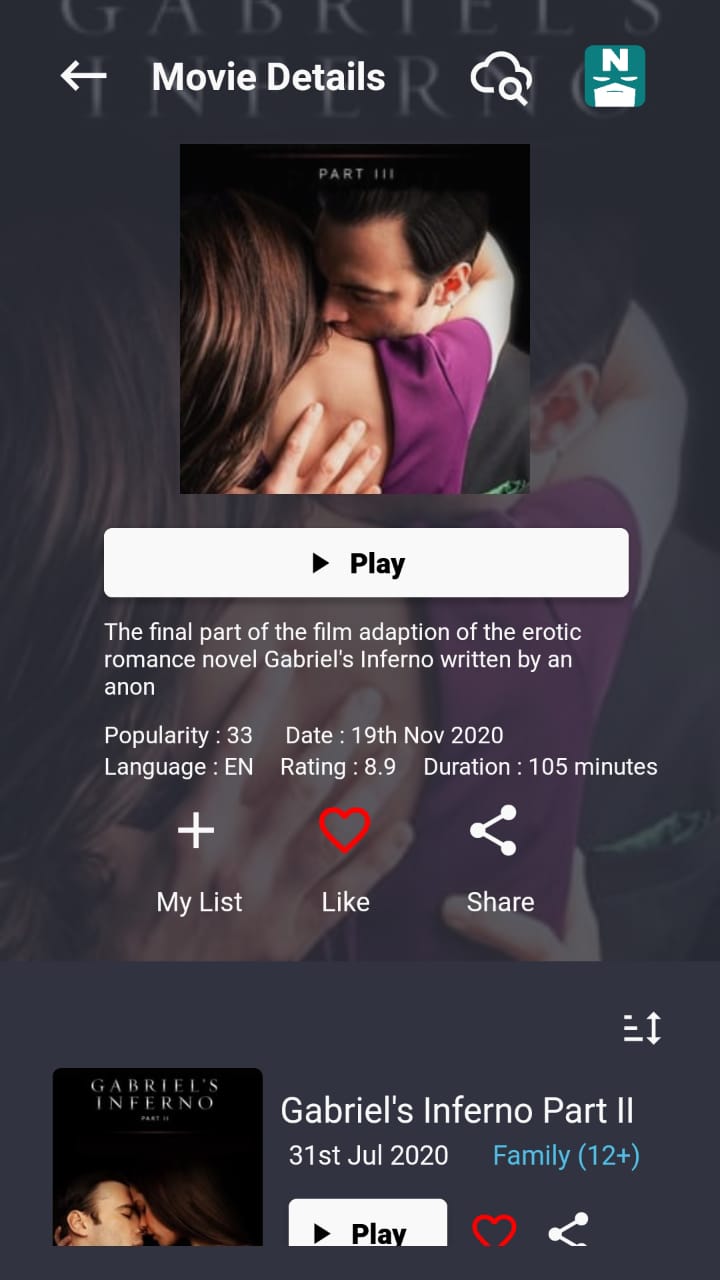 GABRIEL'S
INFERNO
Movie Details
N
PART III
Play
The final part of the film adaption of the erotic
romance novel Gabriel's Inferno written by an
anon
Popularity : 33 Date : 19th Nov 2020
Language : EN Rating : 8.9 Duration : 105 minutes
My List Like Share
GABRIEL'S
INFERNO
PART II
Gabriel's Inferno Part II
31st Jul 2020 Family (12+)
Play